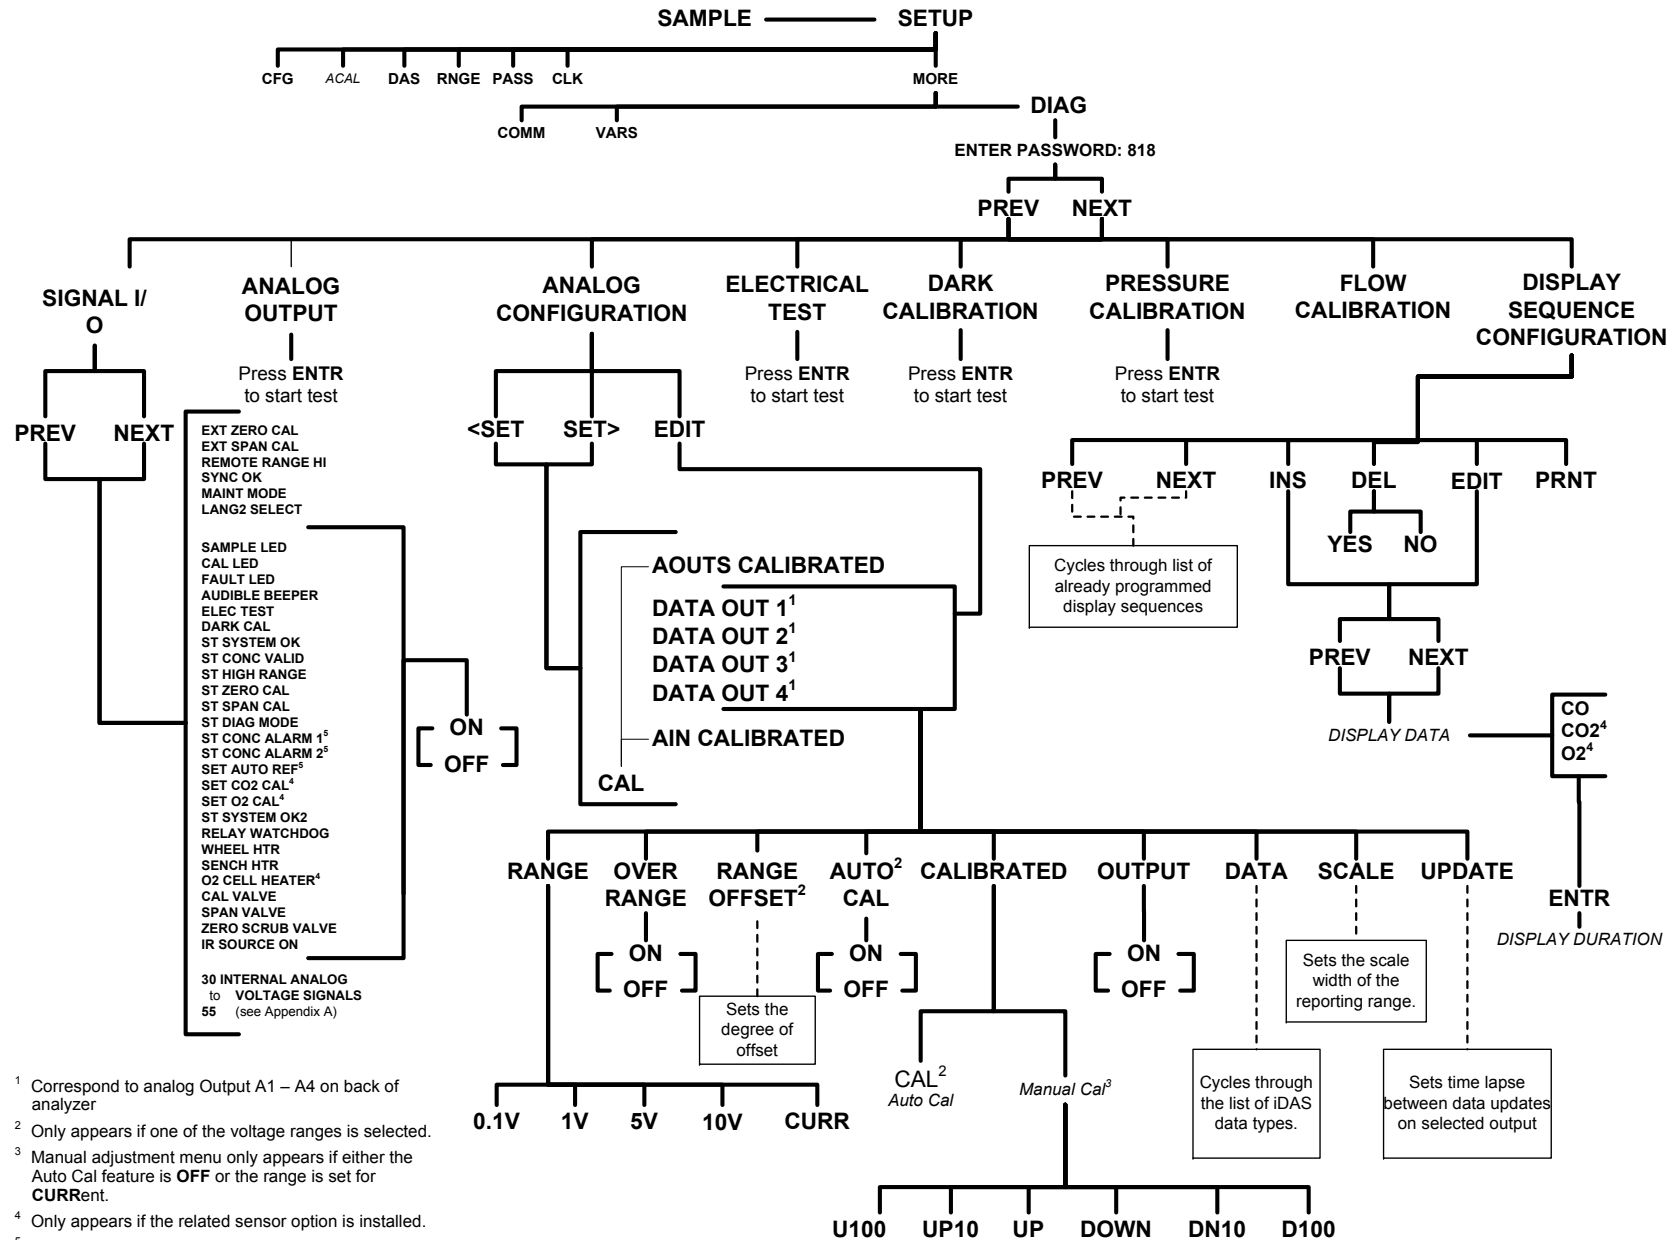 SAMPLE SETUP
CFG ACAL DAS RNGE PASS CLK MORE
COMM VARS DIAG
ENTER PASSWORD: 818
PREV NEXT
SIGNAL I/
O
ANALOG
OUTPUT
Press ENTR
to start test
ANALOG
CONFIGURATION
ELECTRICAL
TEST
Press ENTR
to start test
DARK
CALIBRATION
Press ENTR
to start test
PRESSURE
CALIBRATION
Press ENTR
to start test
FLOW
CALIBRATION
DISPLAY
SEQUENCE
CONFIGURATION
PREV NEXT
EXT ZERO CAL
EXT SPAN CAL
REMOTE RANGE HI
SYNC OK
MAINT MODE
LANG2 SELECT
SAMPLE LED
CAL LED
FAULT LED
AUDIBLE BEEPER
ELEC TEST
DARK CAL
ST SYSTEM OK
ST CONC VALID
ST HIGH RANGE
ST ZERO CAL
ST SPAN CAL
ST DIAG MODE
ST CONC ALARM 1⁵
ST CONC ALARM 2⁵
SET AUTO REF⁵
SET CO2 CAL⁴
SET O2 CAL⁴
ST SYSTEM OK2
RELAY WATCHDOG
WHEEL HTR
SENCH HTR
O2 CELL HEATER⁴
CAL VALVE
SPAN VALVE
ZERO SCRUB VALVE
IR SOURCE ON
30 INTERNAL ANALOG
to VOLTAGE SIGNALS
55 (see Appendix A)
ON
OFF
<SET SET> EDIT
AOUTS CALIBRATED
DATA OUT 1¹
DATA OUT 2¹
DATA OUT 3¹
DATA OUT 4¹
AIN CALIBRATED
CAL
PREV NEXT INS DEL EDIT PRNT
YES NO
Cycles through list of
already programmed
display sequences
PREV NEXT
DISPLAY DATA
CO
CO2⁴
O2⁴
ENTR
DISPLAY DURATION
RANGE
OVER
RANGE
ON
OFF
RANGE
OFFSET²
Sets the
degree of
offset
AUTO²
CAL
ON
OFF
CALIBRATED
OUTPUT
ON
OFF
DATA
Cycles through
the list of iDAS
data types.
SCALE
Sets the scale
width of the
reporting range.
UPDATE
Sets time lapse
between data updates
on selected output
0.1V 1V 5V 10V CURR
CAL²
Auto Cal
Manual Cal³
U100 UP10 UP DOWN DN10 D100
¹ Correspond to analog Output A1 – A4 on back of
analyzer
² Only appears if one of the voltage ranges is selected.
³ Manual adjustment menu only appears if either the
Auto Cal feature is OFF or the range is set for
CURRent.
⁴ Only appears if the related sensor option is installed.